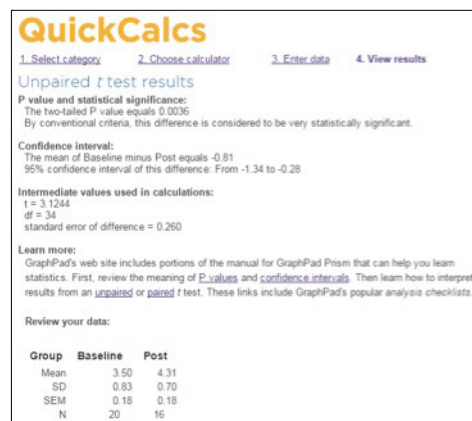 QuickCalcs
1. Select category 2. Choose calculator 3. Enter data 4. View results
Unpaired t test results
P value and statistical significance:
The two-tailed P value equals 0.0036
By conventional criteria, this difference is considered to be very statistically significant.
Confidence interval:
The mean of Baseline minus Post equals -0.81
95% confidence interval of this difference: From -1.34 to -0.28
Intermediate values used in calculations:
t = 3.1244
df = 34
standard error of difference = 0.260
Learn more:
GraphPad's web site includes portions of the manual for GraphPad Prism that can help you learn
statistics. First, review the meaning of P values and confidence intervals. Then learn how to interpret
results from an unpaired or paired t test. These links include GraphPad's popular analysis checklists.
Review your data:
Group Baseline Post
Mean 3.50 4.31
SD 0.83 0.70
SEM 0.18 0.18
N 20 16